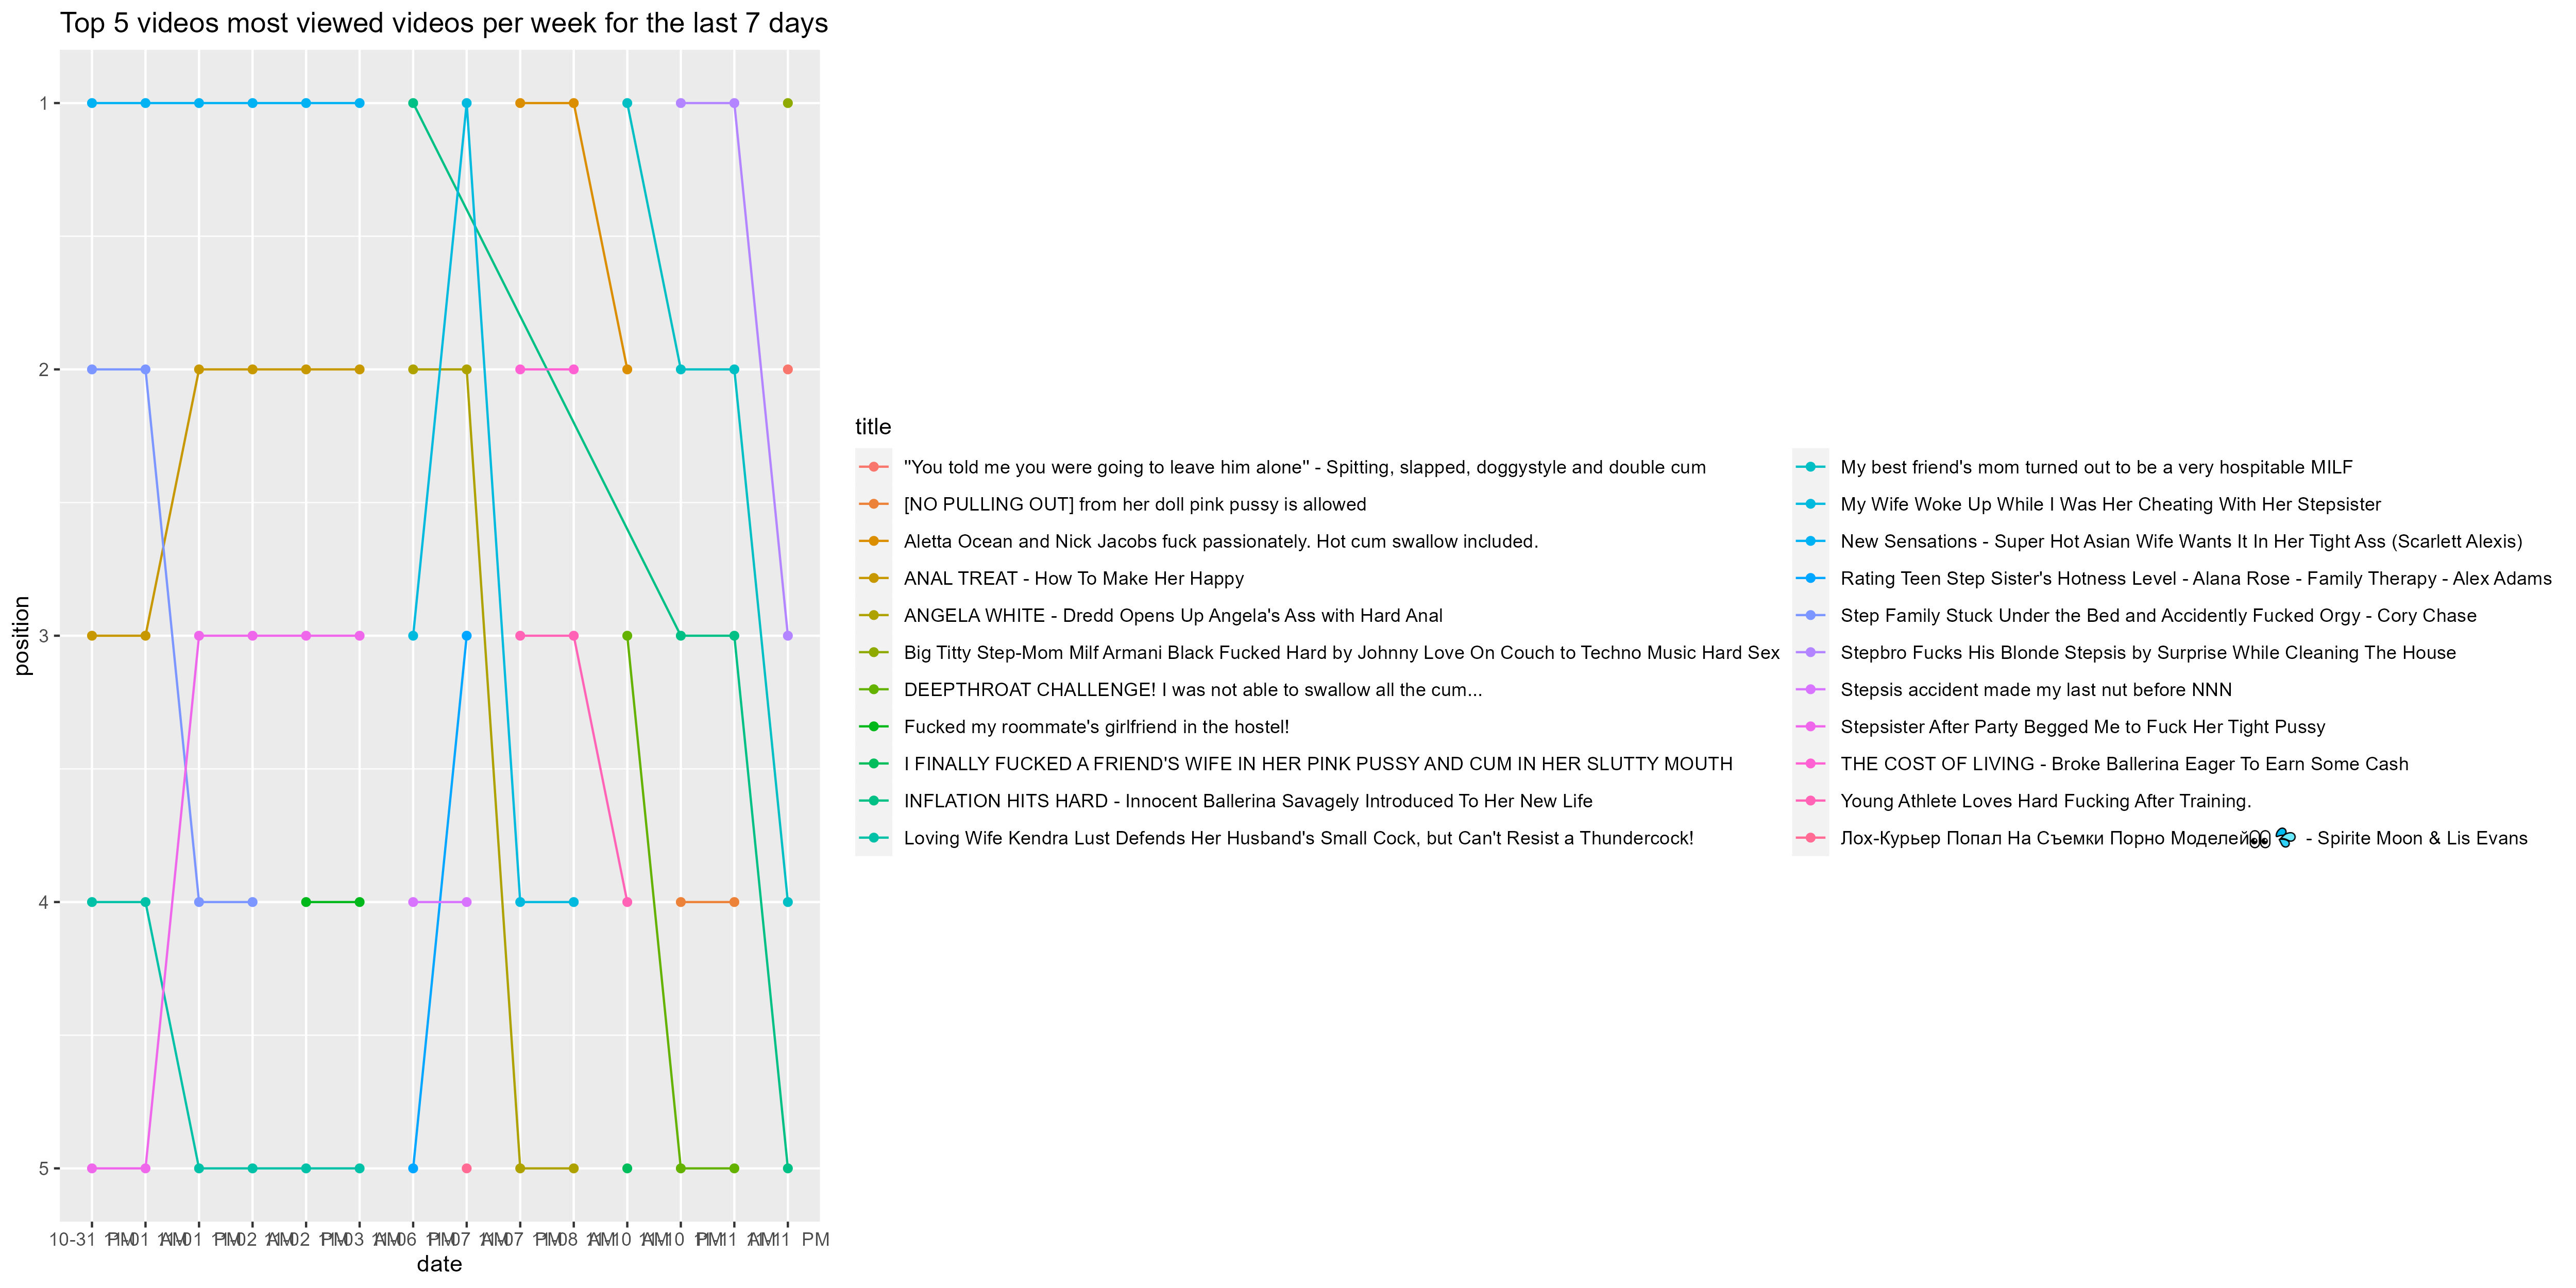 Top 5 videos most viewed videos per week for the last 7 days
1
2
3
4
5
position
10-31 PM
date
title
"You told me you were going to leave him alone" - Spitting, slapped, doggystyle and double cum
[NO PULLING OUT] from her doll pink pussy is allowed
Aletta Ocean and Nick Jacobs fuck passionately. Hot cum swallow included.
ANAL TREAT - How To Make Her Happy
ANGELA WHITE - Dredd Opens Up Angela's Ass with Hard Anal
Big Titty Step-Mom Milf Armani Black Fucked Hard by Johnny Love On Couch to Techno Music Hard Sex
DEEPTHROAT CHALLENGE! I was not able to swallow all the cum...
Fucked my roommate's girlfriend in the hostel!
I FINALLY FUCKED A FRIEND'S WIFE IN HER PINK PUSSY AND CUM IN HER SLUTTY MOUTH
INFLATION HITS HARD - Innocent Ballerina Savagely Introduced To Her New Life
Loving Wife Kendra Lust Defends Her Husband's Small Cock, but Can't Resist a Thundercock!
My best friend's mom turned out to be a very hospitable MILF
My Wife Woke Up While I Was Her Cheating With Her Stepsister
New Sensations - Super Hot Asian Wife Wants It In Her Tight Ass (Scarlett Alexis)
Rating Teen Step Sister's Hotness Level - Alana Rose - Family Therapy - Alex Adams
Step Family Stuck Under the Bed and Accidently Fucked Orgy - Cory Chase
Stepbro Fucks His Blonde Stepsis by Surprise While Cleaning The House
Stepsis accident made my last nut before NNN
Stepsister After Party Begged Me to Fuck Her Tight Pussy
THE COST OF LIVING - Broke Ballerina Eager To Earn Some Cash
Young Athlete Loves Hard Fucking After Training.
Лох-Курьер Попал На Съемки Порно Моделей👀💦 - Spirite Moon & Lis Evans